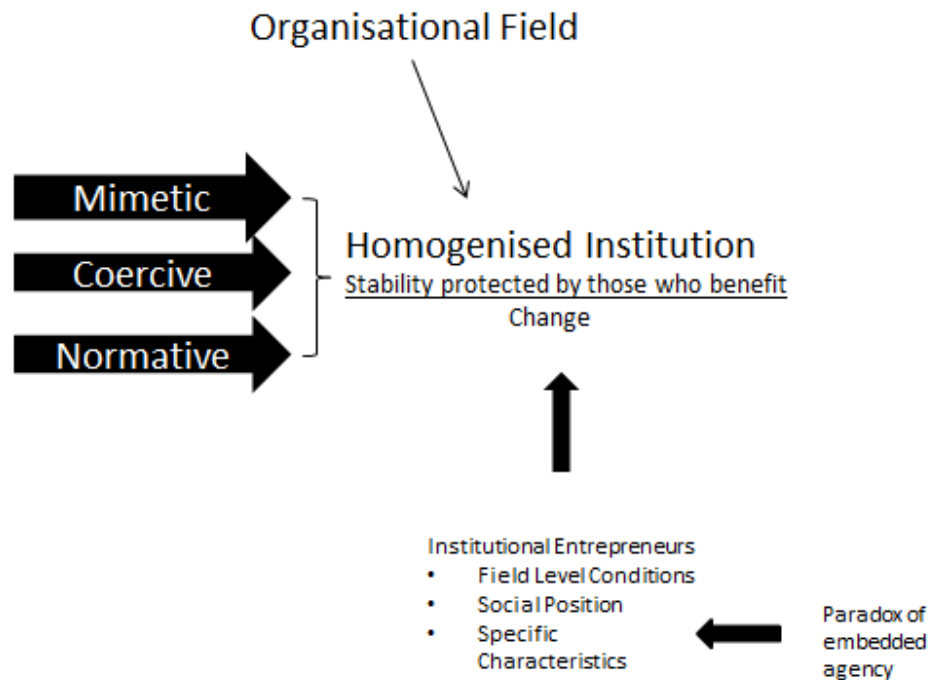 Organisational Field
Mimetic
Coercive
Normative
Homogenised Institution
Stability protected by those who benefit
Change
Institutional Entrepreneurs
• Field Level Conditions
• Social Position
• Specific
Characteristics
Paradox of
embedded
agency